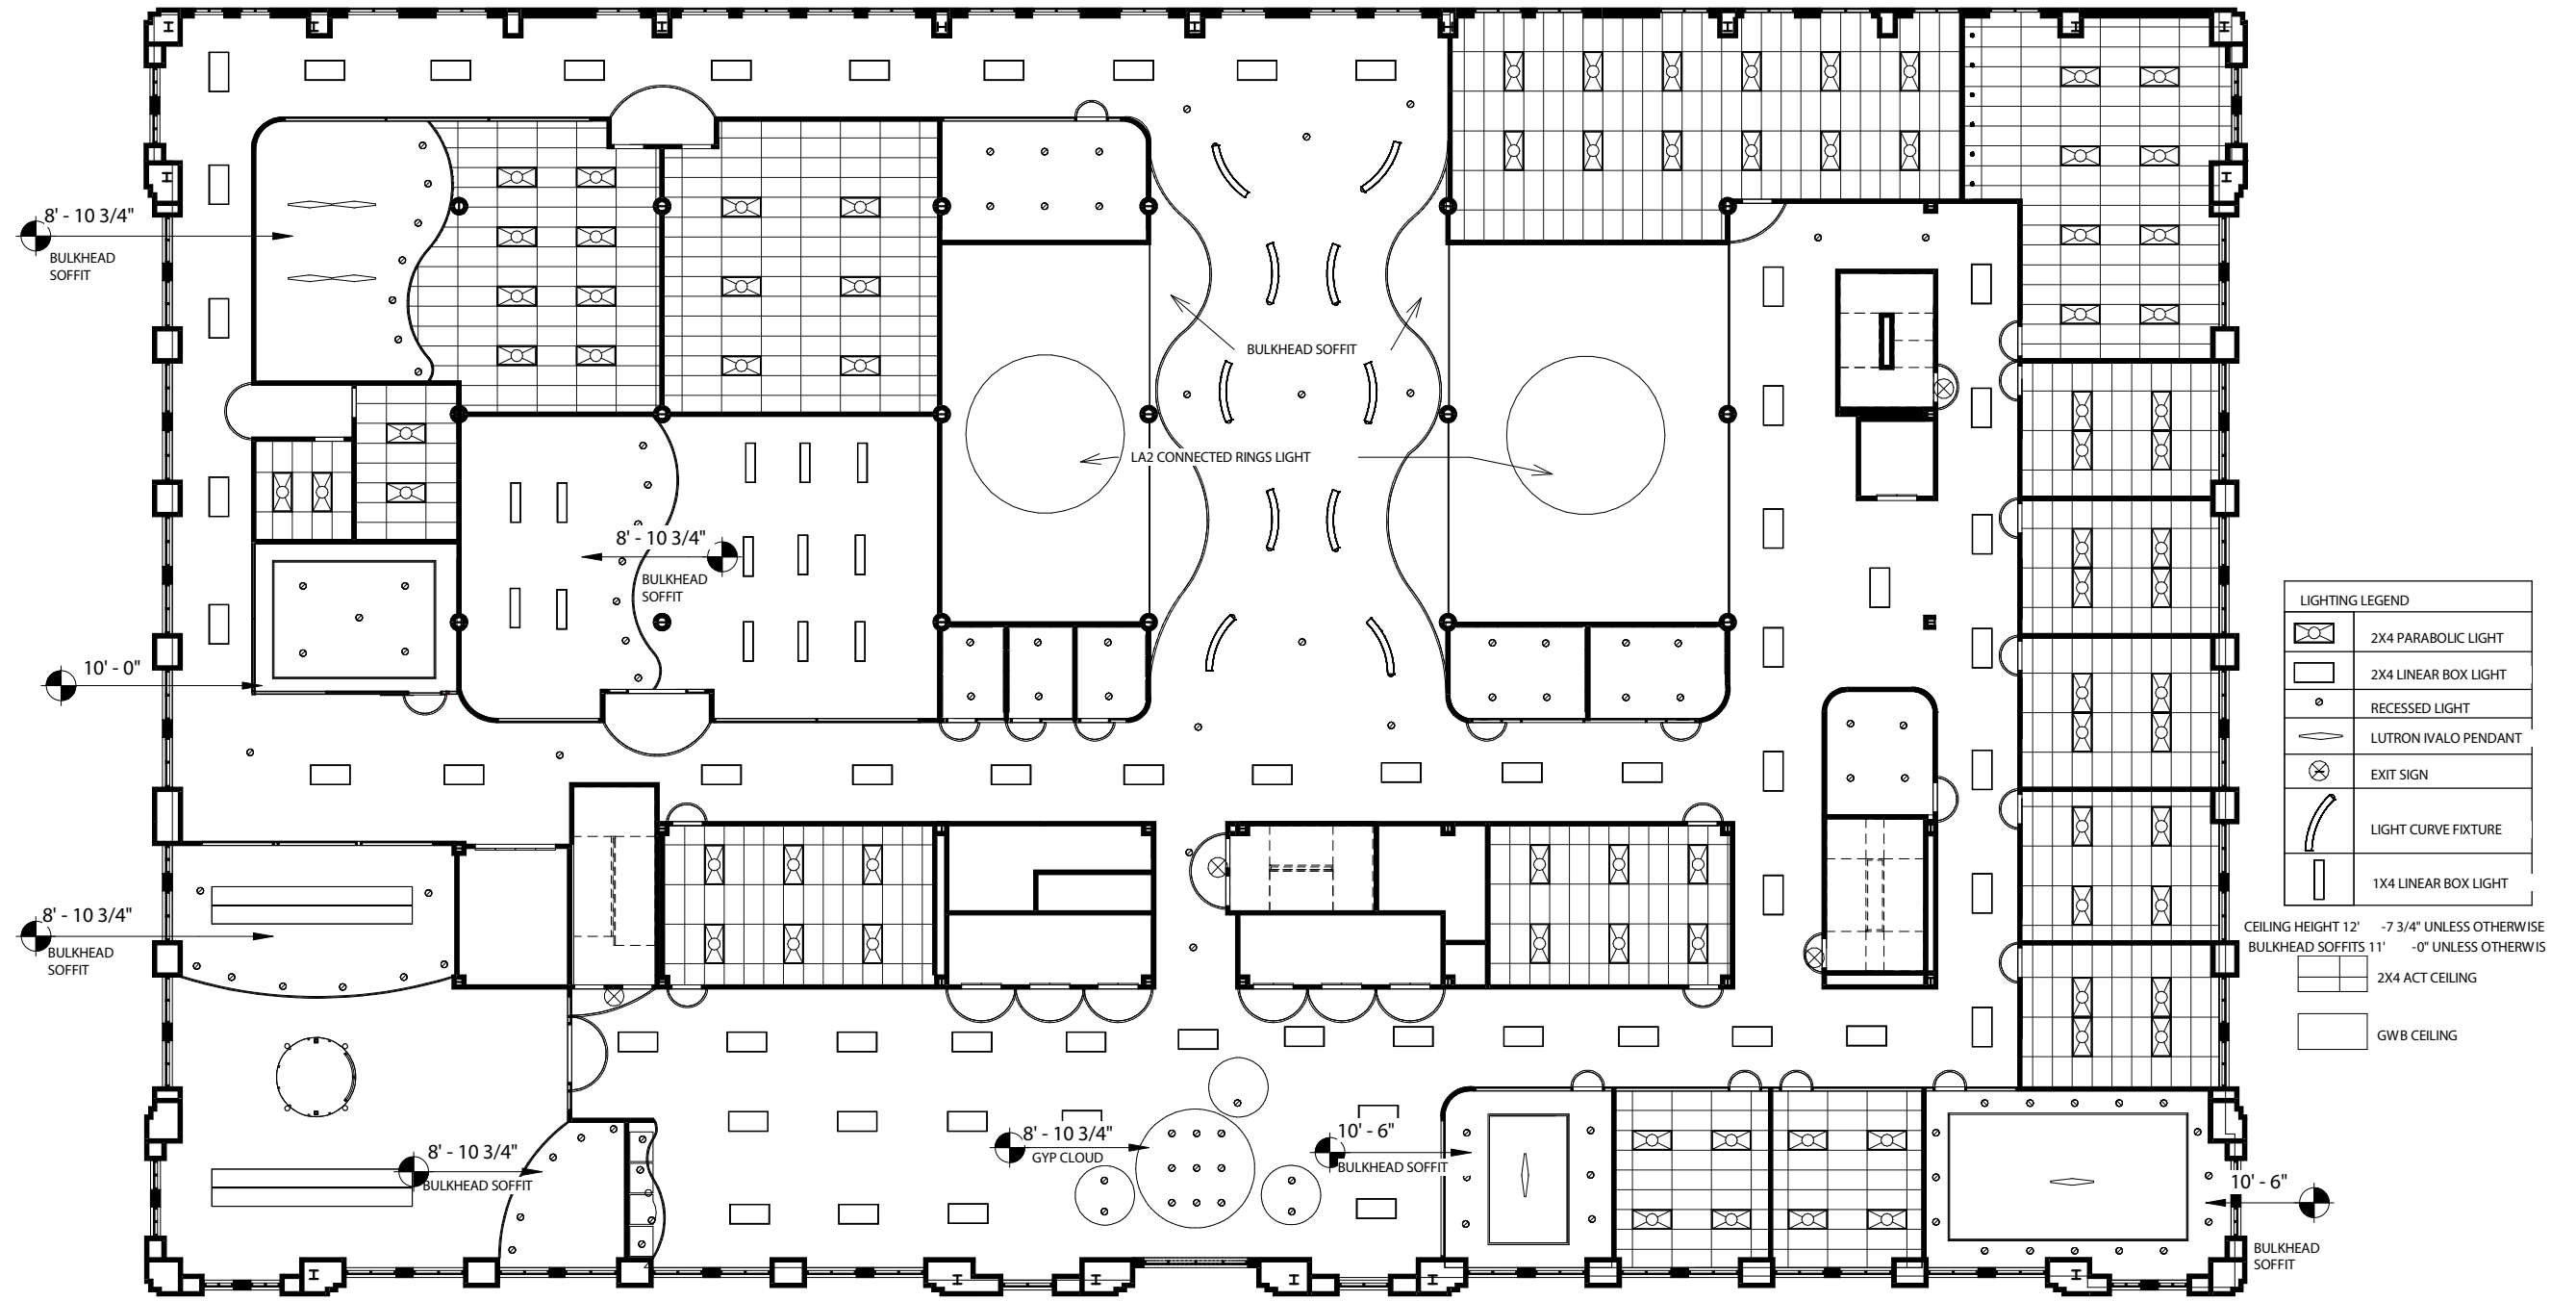 8' - 10 3/4"
BULKHEAD
SOFFIT
BULKHEAD SOFFIT
LA2 CONNECTED RINGS LIGHT
8' - 10 3/4"
BULKHEAD
SOFFIT
10' - 0"
8' - 10 3/4"
BULKHEAD
SOFFIT
8' - 10 3/4"
BULKHEAD SOFFIT
8' - 10 3/4"
GYP CLOUD
10' - 6"
BULKHEAD SOFFIT
10' - 6"
BULKHEAD
SOFFIT
LIGHTING LEGEND
2X4 PARABOLIC LIGHT
2X4 LINEAR BOX LIGHT
RECESSED LIGHT
LUTRON IVALO PENDANT
EXIT SIGN
LIGHT CURVE FIXTURE
1X4 LINEAR BOX LIGHT
CEILING HEIGHT 12' -7 3/4" UNLESS OTHERWISE
BULKHEAD SOFFITS 11' -0" UNLESS OTHERWIS
2X4 ACT CEILING
GWB CEILING